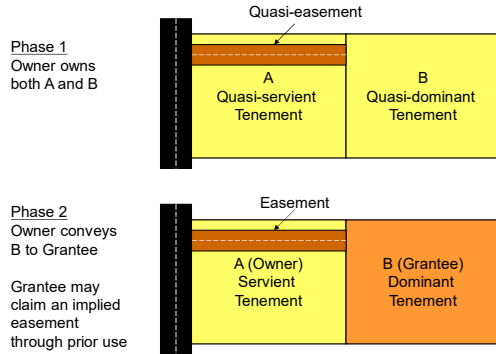 Quasi-easement
Phase 1
Owner owns
both A and B
A
Quasi-servient
Tenement
B
Quasi-dominant
Tenement
Phase 2
Owner conveys
B to Grantee
Grantee may
claim an implied
easement
through prior use
Easement
A (Owner)
Servient
Tenement
B (Grantee)
Dominant
Tenement